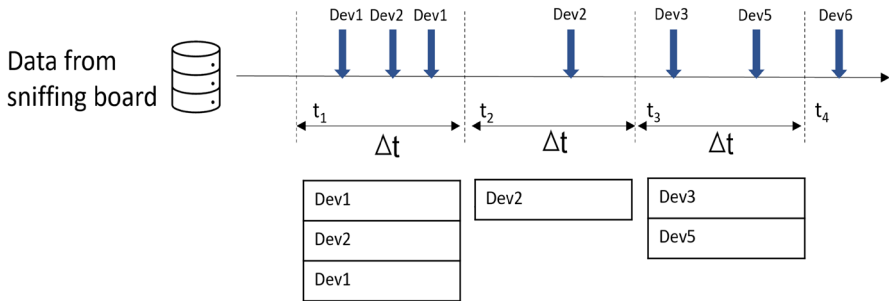 Dev1 Dev2 Dev1 Dev2 Dev3 Dev5 Dev6
Data from
sniffing board
t1 t2 t3 t4
Δt Δt Δt
Dev1 Dev2 Dev3
Dev2 Dev5
Dev1